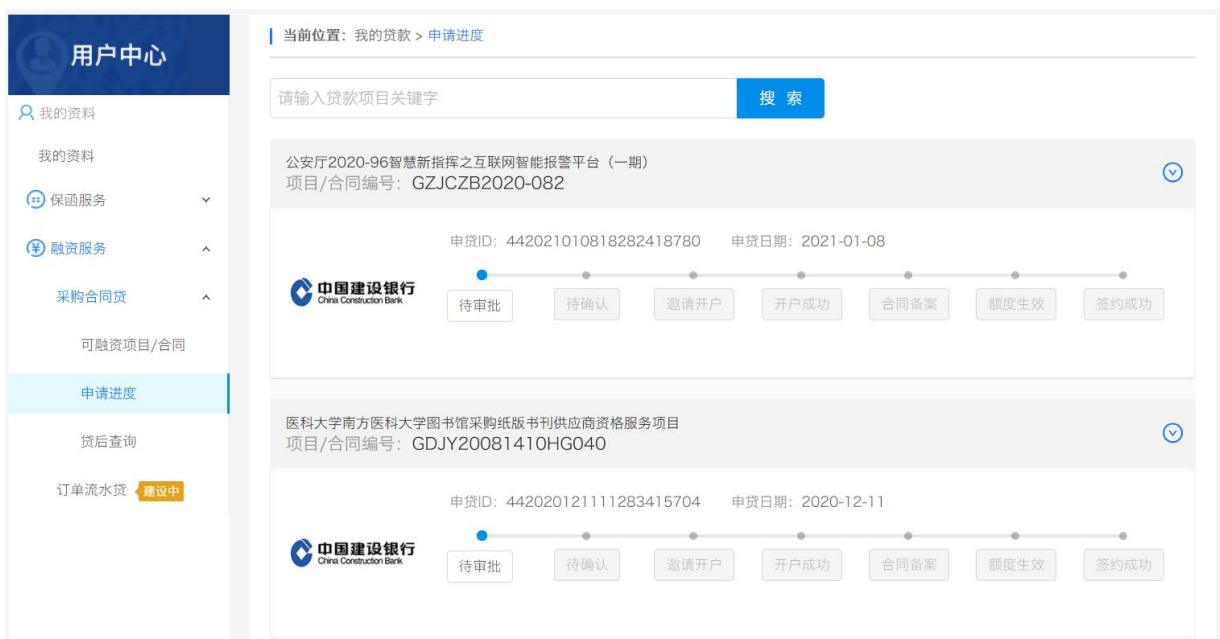 用户中心
我的资料
我的资料
保函服务
融资服务
采购合同贷
可融资项目/合同
申请进度
贷后查询
订单流水贷 建设中
当前位置：我的贷款 > 申请进度
请输入贷款项目关键字
搜 索
公安厅2020-96智慧新指挥之互联网智能报警平台（一期）
项目/合同编号：GZJCZB2020-082
申贷ID：442021010818282418780 申贷日期：2021-01-08
中国建设银行
China Construction Bank
待审批 待确认 邀请开户 开户成功 合同备案 额度生效 签约成功
医科大学南方医科大学图书馆采购纸版书刊供应商资格服务项目
项目/合同编号：GDJY20081410HG040
申贷ID：442020121111283415704 申贷日期：2020-12-11
中国建设银行
China Construction Bank
待审批 待确认 邀请开户 开户成功 合同备案 额度生效 签约成功